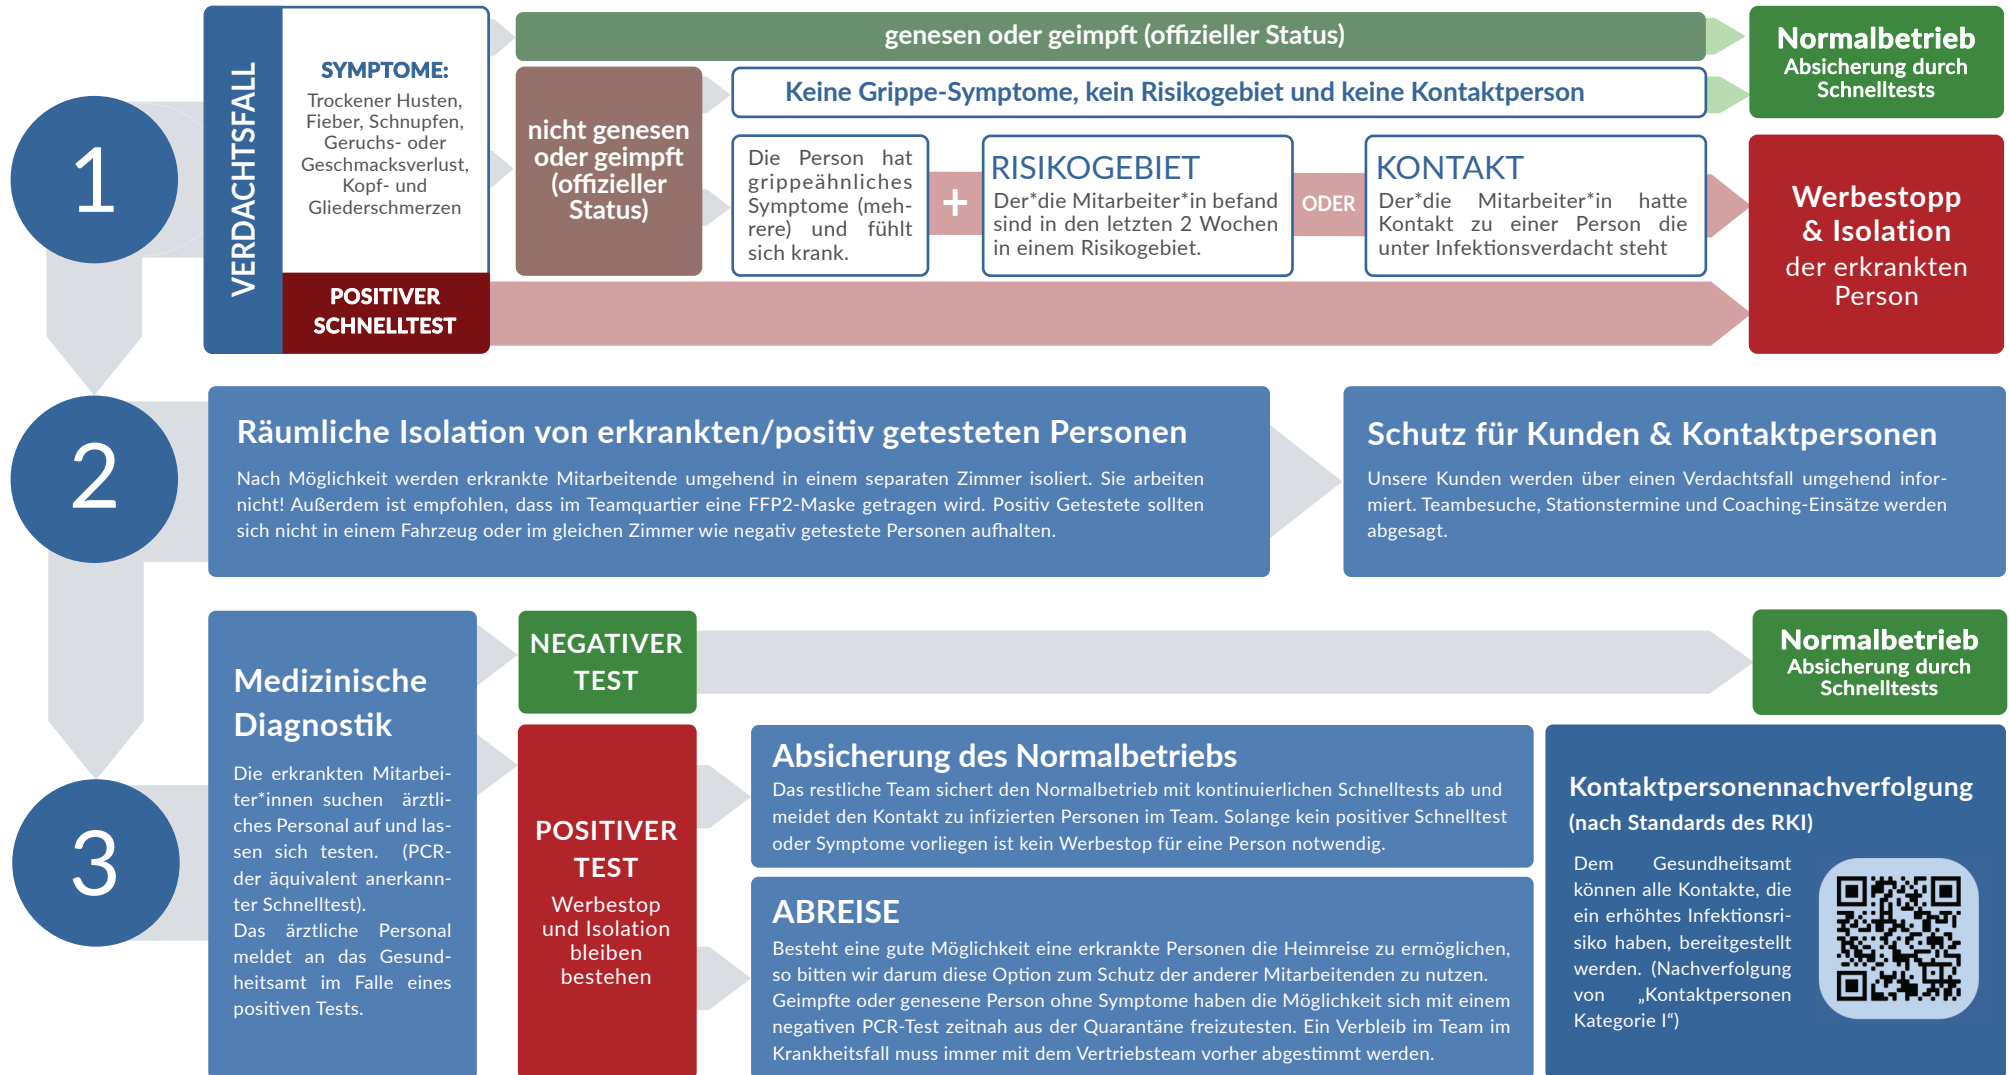 1
VERDACHTSFALL
SYMPTOME:
Trockener Husten,
Fieber, Schnupfen,
Geruchs- oder
Geschmacksverlust,
Kopf- und
Gliederschmerzen
POSITIVER
SCHNELLTEST
genesen oder geimpft (offizieller Status)
nicht genesen
oder geimpft
(offizieller
Status)
Keine Grippe-Symptome, kein Risikogebiet und keine Kontaktperson
Die Person hat
grippeähnliches
Symptome (meh-
rere) und fühlt
sich krank.
+
RISIKOGEBIET
Der*die Mitarbeiter*in befand
sind in den letzten 2 Wochen
in einem Risikogebiet.
ODER
KONTAKT
Der*die Mitarbeiter*in hatte
Kontakt zu einer Person die
unter Infektionsverdacht steht
Normalbetrieb
Absicherung durch
Schnelltests
Werbestopp
& Isolation
der erkrankten
Person
2
Räumliche Isolation von erkrankten/positiv getesteten Personen
Nach Möglichkeit werden erkrankte Mitarbeitende umgehend in einem separaten Zimmer isoliert. Sie arbeiten
nicht! Außerdem ist empfohlen, dass im Teamquartier eine FFP2-Maske getragen wird. Positiv Getestete sollten
sich nicht in einem Fahrzeug oder im gleichen Zimmer wie negativ getestete Personen aufhalten.
Schutz für Kunden & Kontaktpersonen
Unsere Kunden werden über einen Verdachtsfall umgehend infor-
miert. Teambesuche, Stationstermine und Coaching-Einsätze werden
abgesagt.
3
Medizinische
Diagnostik
Die erkrankten Mitarbei-
ter*innen suchen ärztli-
ches Personal auf und las-
sen sich testen. (PCR-
der äquivalent anerkann-
ter Schnelltest).
Das ärztliche Personal
meldet an das Gesund-
heitsamt im Falle eines
positiven Tests.
NEGATIVER
TEST
Normalbetrieb
Absicherung durch
Schnelltests
POSITIVER
TEST
Werbestop
und Isolation
bleiben
bestehen
Absicherung des Normalbetriebs
Das restliche Team sichert den Normalbetrieb mit kontinuierlichen Schnelltests ab und
meidet den Kontakt zu infizierten Personen im Team. Solange kein positiver Schnelltest
oder Symptome vorliegen ist kein Werbestop für eine Person notwendig.
ABREISE
Besteht eine gute Möglichkeit eine erkrankte Personen die Heimreise zu ermöglichen,
so bitten wir darum diese Option zum Schutz der anderer Mitarbeitenden zu nutzen.
Geimpfte oder genesene Person ohne Symptome haben die Möglichkeit sich mit einem
negativen PCR-Test zeitnah aus der Quarantäne freizutesten. Ein Verbleib im Team im
Krankheitsfall muss immer mit dem Vertriebsteam vorher abgestimmt werden.
Kontaktpersonennachverfolgung
(nach Standards des RKI)
Dem Gesundheitsamt
können alle Kontakte, die
ein erhöhtes Infektionsri-
siko haben, bereitgestellt
werden. (Nachverfolgung
von „Kontaktpersonen
Kategorie I“)